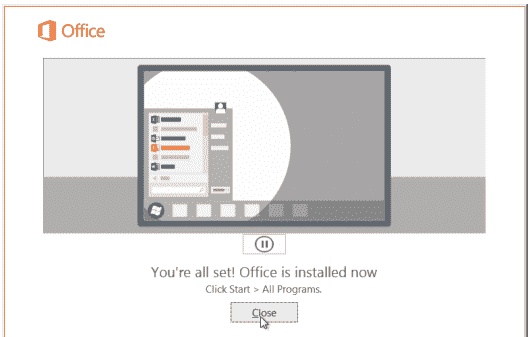 Office
You're all set! Office is installed now
Click Start > All Programs.
Close